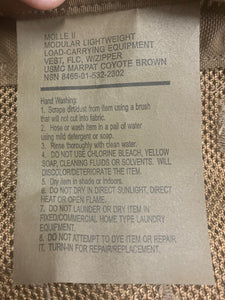 MOLLE II
MODULAR LIGHTWEIGHT
LOAD-CARRYING EQUIPMENT
VEST, FLC, W/ZIPPER
USMC MARPAT COYOTE BROWN
NSN 8465-01-532-2302
Hand Washing:
1. Scrape dirt/dust from item using a brush
that will not cut into fabric.
2. Hose or wash item in a pail of water
using mild detergent or soap.
3. Rinse thoroughly with clean water.
4. DO NOT USE CHLORINE BLEACH, YELLOW
SOAP, CLEANING FLUIDS OR SOLVENTS. WILL
DISCOLOR/DETERIORATE THE ITEM.
5. Dry item in shade or indoors.
6. DO NOT DRY IN DIRECT SUNLIGHT, DIRECT
HEAT OR OPEN FLAME.
7. DO NOT LAUNDER OR DRY ITEM IN
FIXED/COMMERCIAL HOME TYPE LAUNDRY
EQUIPMENT.
8. DO NOT ATTEMPT TO DYE ITEM OR REPAIR
IT. TURN-IN FOR REPAIR/REPLACEMENT.